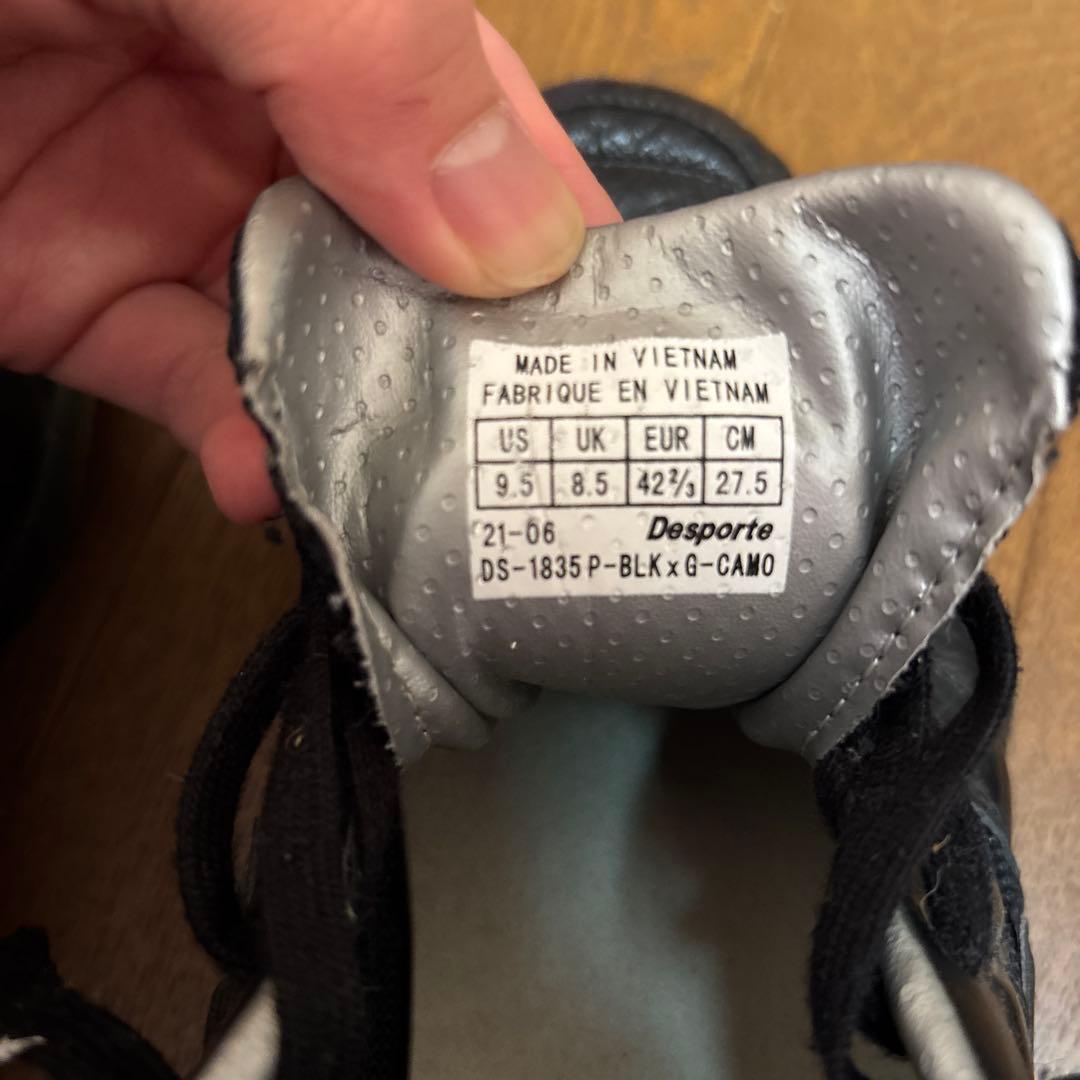 MADE IN VIETNAM
FABRIQUE EN VIETNAM
US UK EUR CM
9.5 8.5 42⅔ 27.5
21-06 Desporte
DS-1835 P-BLK x G-CAMO